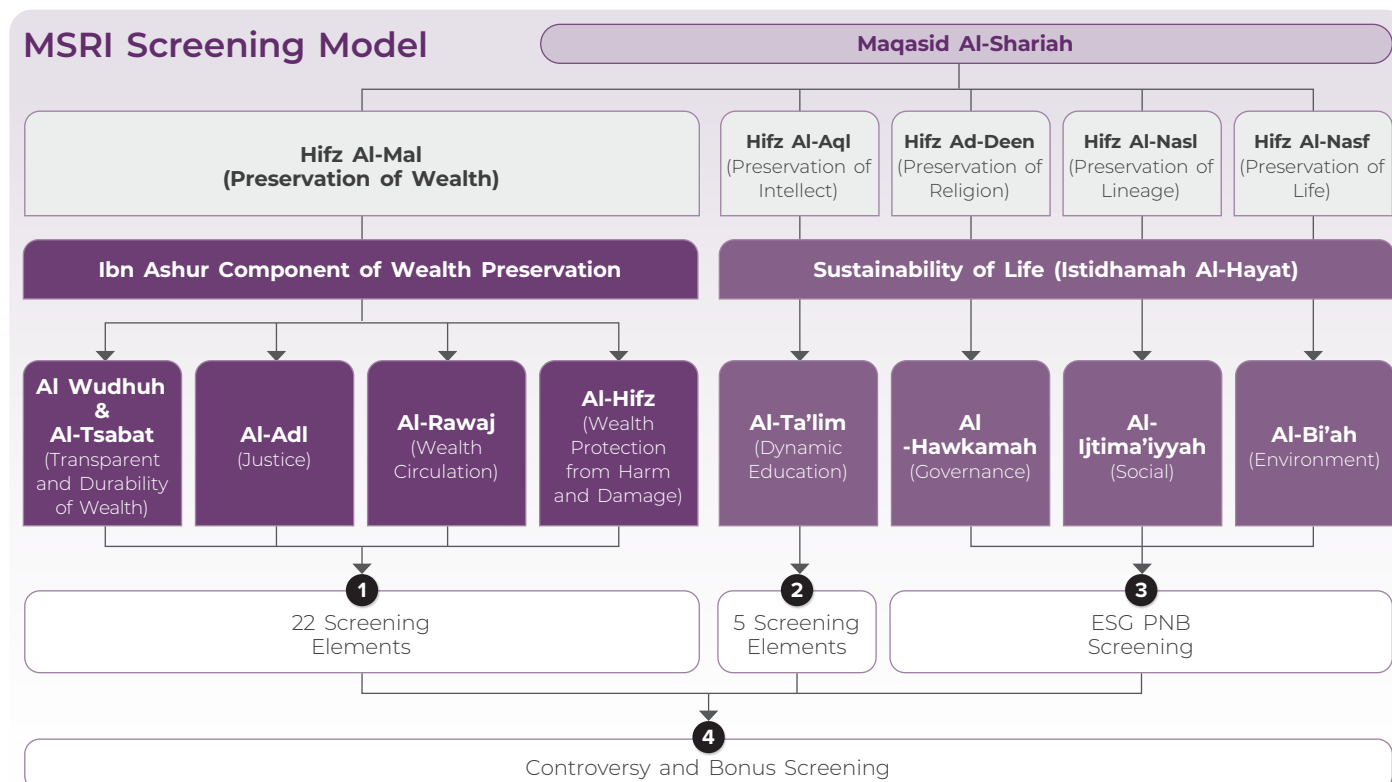 MSRI Screening Model
Maqasid Al-Shariah
Hifz Al-Mal
(Preservation of Wealth)
Hifz Al-Aql
(Preservation of
Intellect)
Hifz Ad-Deen
(Preservation of
Religion)
Hifz Al-Nasl
(Preservation of
Lineage)
Hifz Al-Nasf
(Preservation of
Life)
Ibn Ashur Component of Wealth Preservation
Sustainability of Life (Istidhamah Al-Hayat)
Al Wudhuh
&
Al-Tsabat
(Transparent
and Durability
of Wealth)
Al-Adl
(Justice)
Al-Rawaj
(Wealth
Circulation)
Al-Hifz
(Wealth
Protection
from Harm
and Damage)
Al-Ta’lim
(Dynamic
Education)
Al
-Hawkamah
(Governance)
Al-
Ijtima’iyyah
(Social)
Al-Bi’ah
(Environment)
1
22 Screening
Elements
2
5 Screening
Elements
3
ESG PNB
Screening
4
Controversy and Bonus Screening